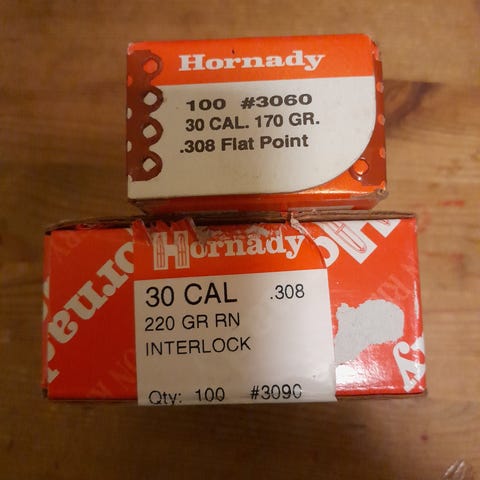 Hornady
100 #3060
30 CAL. 170 GR.
.308 Flat Point
Hornady
30 CAL .308
220 GR RN
INTERLOCK
Qty: 100 #3090